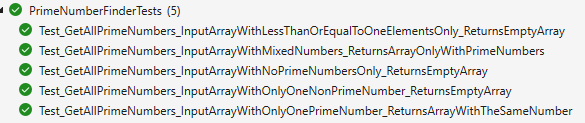 PrimeNumberFinderTests (5)
Test_GetAllPrimeNumbers_InputArrayWithLessThanOrEqualToOneElementsOnly_ReturnsEmptyArray
Test_GetAllPrimeNumbers_InputArrayWithMixedNumbers_ReturnsArrayOnlyWithPrimeNumbers
Test_GetAllPrimeNumbers_InputArrayWithNoPrimeNumbersOnly_ReturnsEmptyArray
Test_GetAllPrimeNumbers_InputArrayWithOnlyOneNonPrimeNumber_ReturnsEmptyArray
Test_GetAllPrimeNumbers_InputArrayWithOnlyOnePrimeNumber_ReturnsArrayWithTheSameNumber